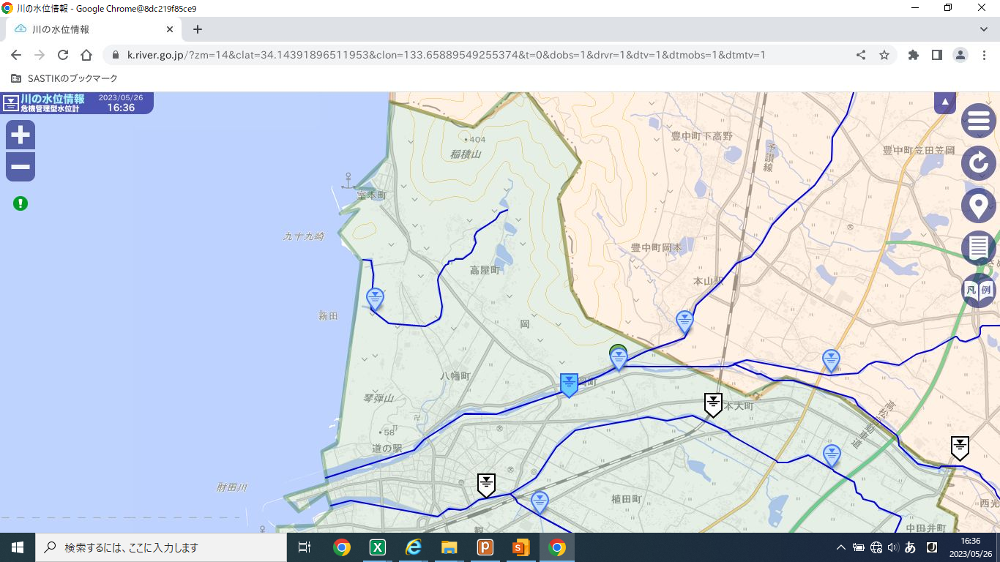 川の水位情報 - Google Chrome@8dc219f85ce9
川の水位情報
k.river.go.jp/?zm=14&clat=34.14391896511953&clon=133.65889549255374&t=0&dobs=1&drvr=1&dtv=1&dtmobs=1&dtmtv=1
SASTIKのブックマーク
川の水位情報
危機管理型水位計
2023/05/26
16:36
豊中町下高野
404
稲積山
予讃線
豊中町笠田笠岡
室本町
九十九崎
豊中町岡本
高屋町
本山駅
凡例
新田
岡
八幡町
琴弾山
本大町
高松自動車道
58
道の駅
財田川
植田町
西光
中田井町
観
検索するには、ここに入力します
あ
16:36
2023/05/26